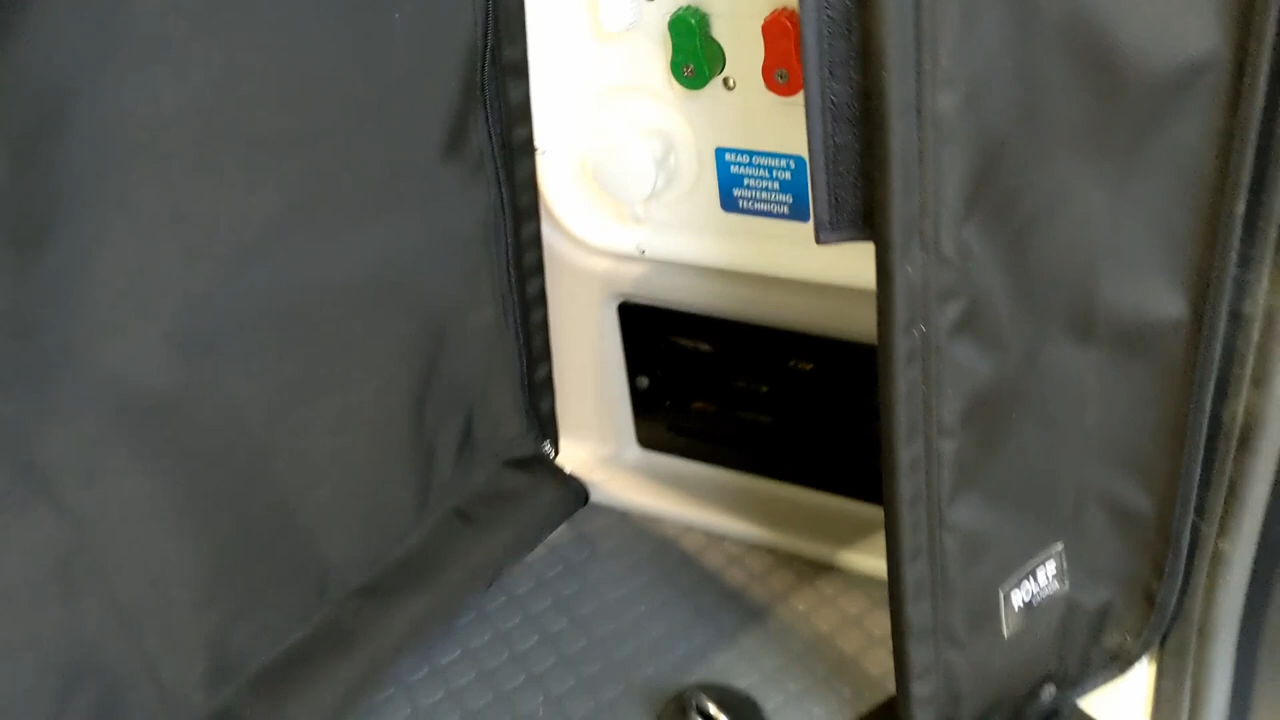 READ OWNER'S
MANUAL FOR
PROPER
WINTERIZING
TECHNIQUE
ROLEF